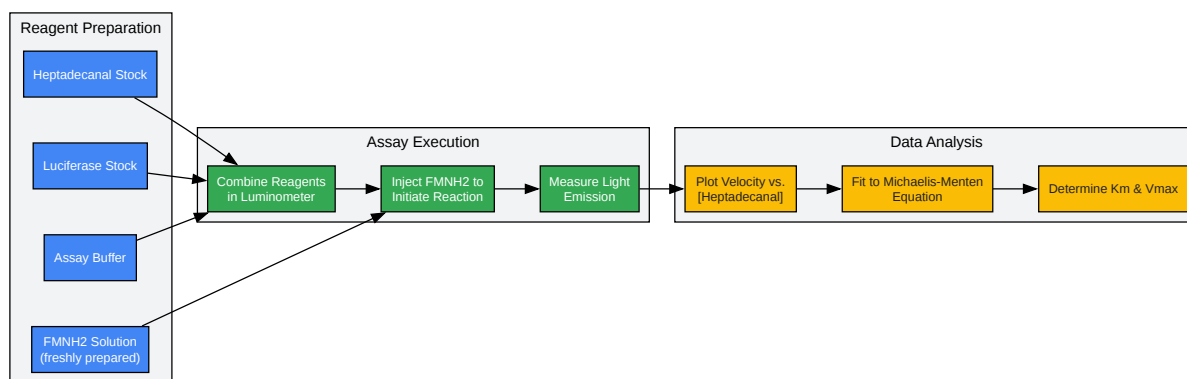 Reagent Preparation
Heptadecanal Stock
Luciferase Stock
Assay Buffer
FMNH2 Solution
(freshly prepared)
Assay Execution
Combine Reagents
in Luminometer
Inject FMNH2 to
Initiate Reaction
Measure Light
Emission
Data Analysis
Plot Velocity vs.
[Heptadecanal]
Fit to Michaelis-Menten
Equation
Determine Km & Vmax